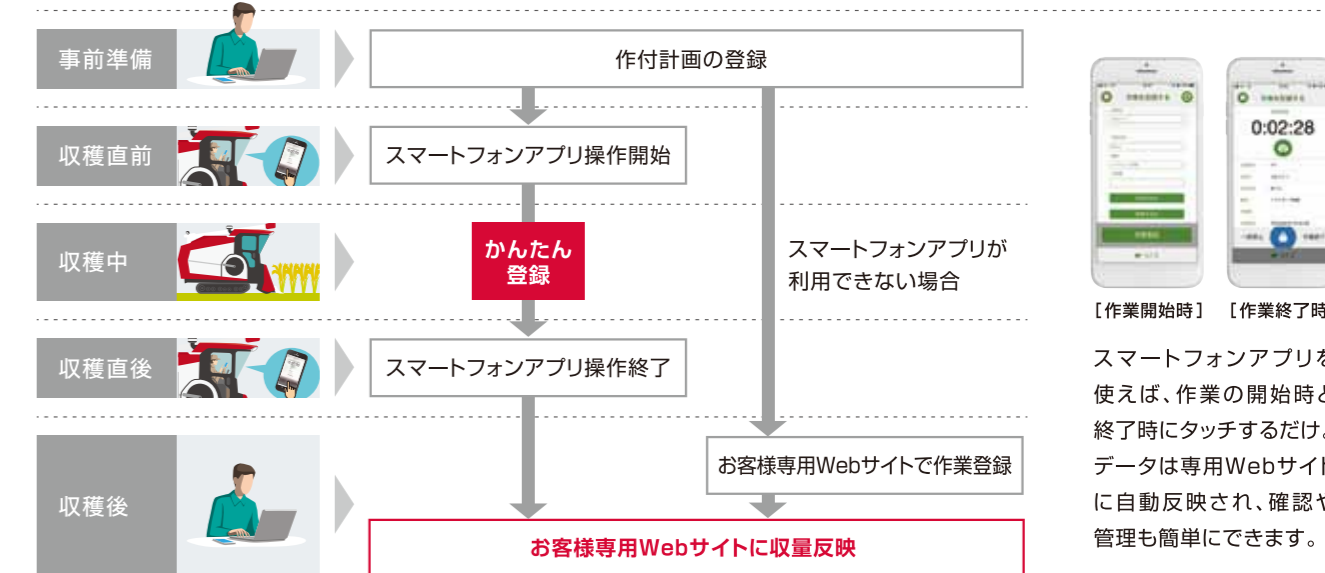 事前準備
作付計画の登録
収穫直前
スマートフォンアプリ操作開始
収穫中
かんたん
登録
スマートフォンアプリが
利用できない場合
収穫直後
スマートフォンアプリ操作終了
お客様専用Webサイトで作業登録
収穫後
お客様専用Webサイトに収量反映
0:02:28
[作業開始時]
[作業終了時
スマートフォンアプリを
使えば、作業の開始時と
終了時にタッチするだけ。
データは専用Webサイト
に自動反映され、確認や
管理も簡単にできます。